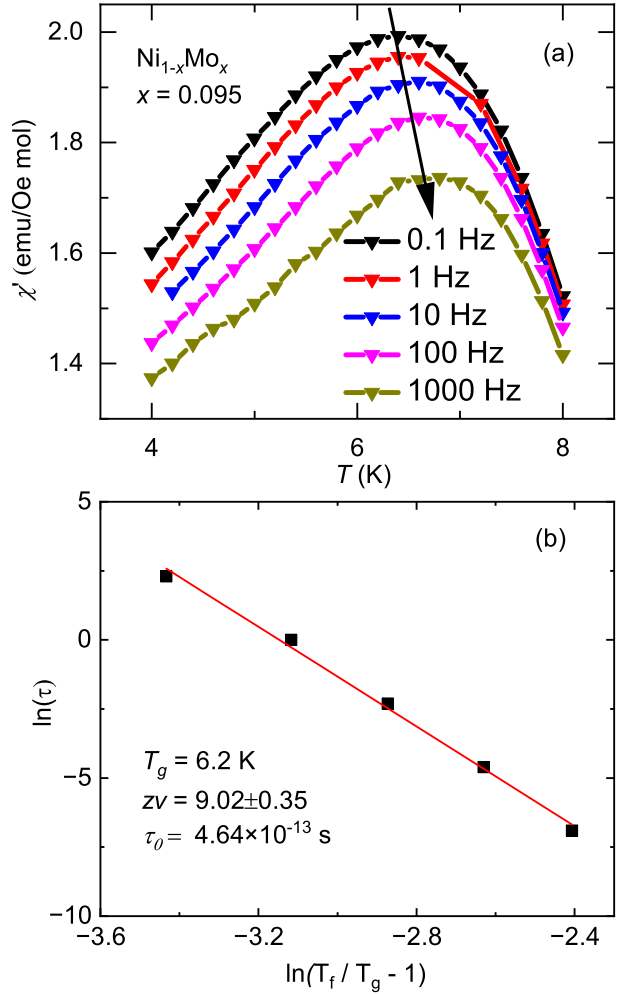 (a)
Ni1-xMox
x = 0.095
2.0
1.8
1.6
1.4
χ' (emu/Oe mol)
0.1 Hz
1 Hz
10 Hz
100 Hz
1000 Hz
4
6
8
T (K)
(b)
5
0
−5
−10
ln(τ)
Tg = 6.2 K
zv = 9.02±0.35
τ0 = 4.64×10-13 s
−3.6
−3.2
−2.8
−2.4
ln(Tf / Tg - 1)